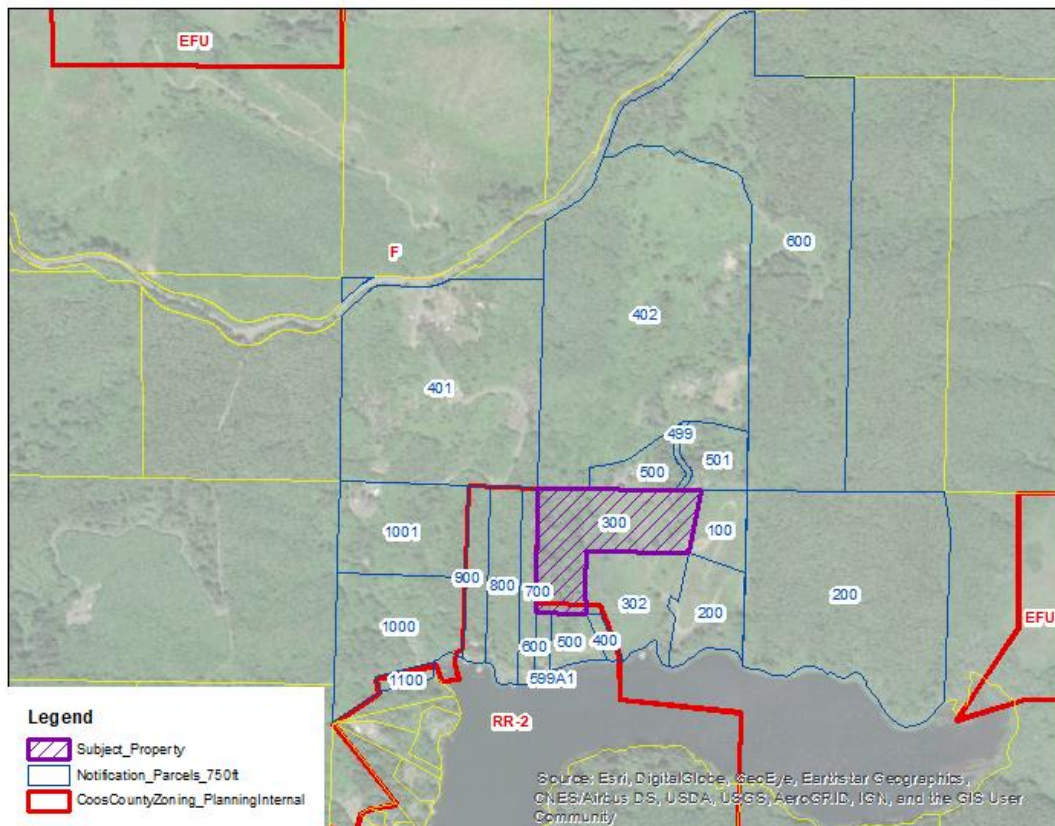 EFU
600
F
402
401
499
500
501
300
100
1001
900
800
700
302
200
200
1000
600
500
400
EFU
1100
599A1
RR-2
Legend
Subject_Property
Notification_Parcels_750ft
CoosCountyZoning_PlanningInternal
Source: Esri, DigitalGlobe, GeoEye, Earthstar Geographics,
CNES/Airbus DS, USDA, USGS, AeroGRID, IGN, and the GIS User
Community